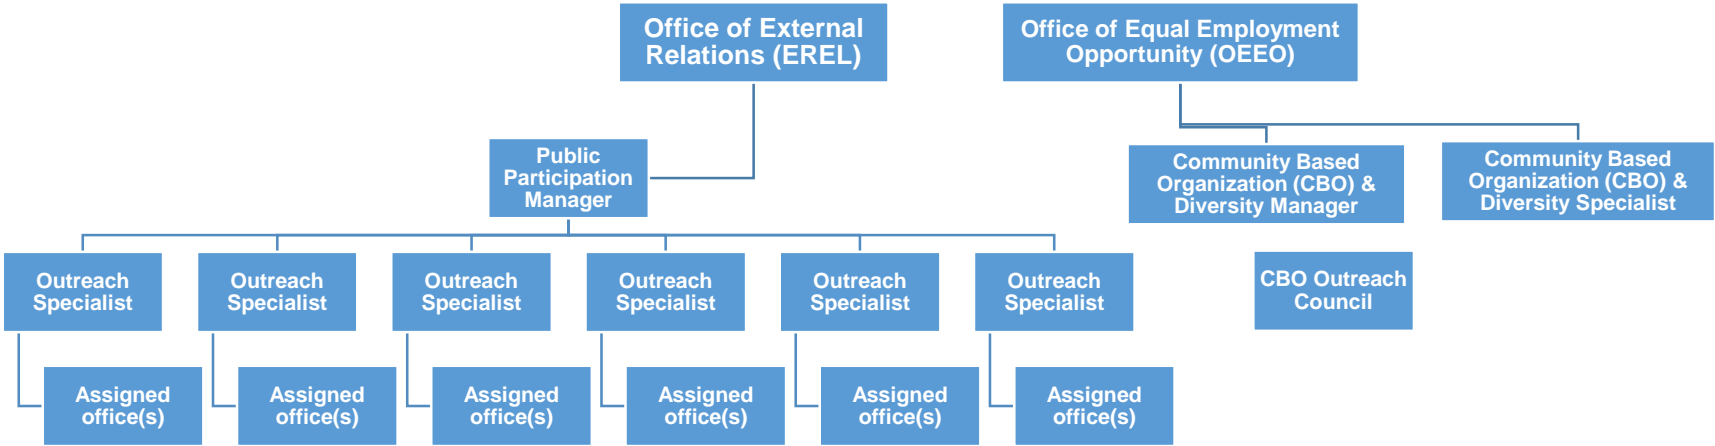 Office of External
Relations (EREL)
Office of Equal Employment
Opportunity (OEEO)
Public
Participation
Manager
Community Based
Organization (CBO) &
Diversity Manager
Community Based
Organization (CBO) &
Diversity Specialist
Outreach
Specialist
Outreach
Specialist
Outreach
Specialist
Outreach
Specialist
Outreach
Specialist
Outreach
Specialist
CBO Outreach
Council
Assigned
office(s)
Assigned
office(s)
Assigned
office(s)
Assigned
office(s)
Assigned
office(s)
Assigned
office(s)